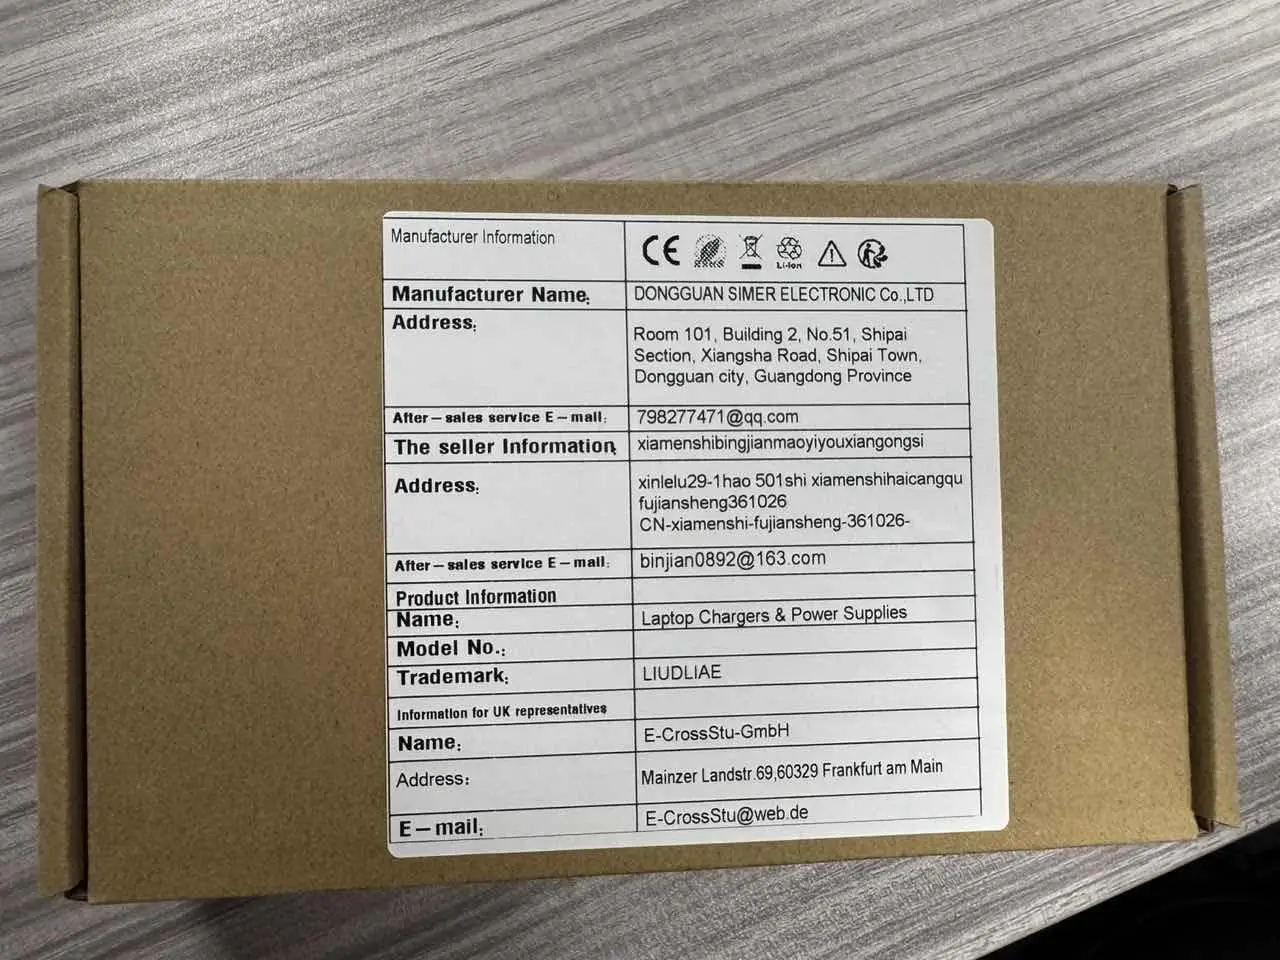 Manufacturer Information
CE
Li-Ion
Manufacturer Name: DONGGUAN SIMER ELECTRONIC Co.,LTD
Address: Room 101, Building 2, No.51, Shipai
Section, Xiangsha Road, Shipai Town,
Dongguan city, Guangdong Province
After-sales service E-mail: 798277471@qq.com
The seller Information: xiamenshibingjianmaoyiyouxiangongsi
Address: xinlelu29-1hao 501shi xiamenshihaicangqu
fujiansheng361026
CN-xiamenshi-fujiansheng-361026-
After-sales service E-mail: binjian0892@163.com
Product Information
Name: Laptop Chargers & Power Supplies
Model No.:
Trademark: LIUDLIAE
Information for UK representatives
Name: E-CrossStu-GmbH
Address: Mainzer Landstr.69,60329 Frankfurt am Main
E-mail: E-CrossStu@web.de